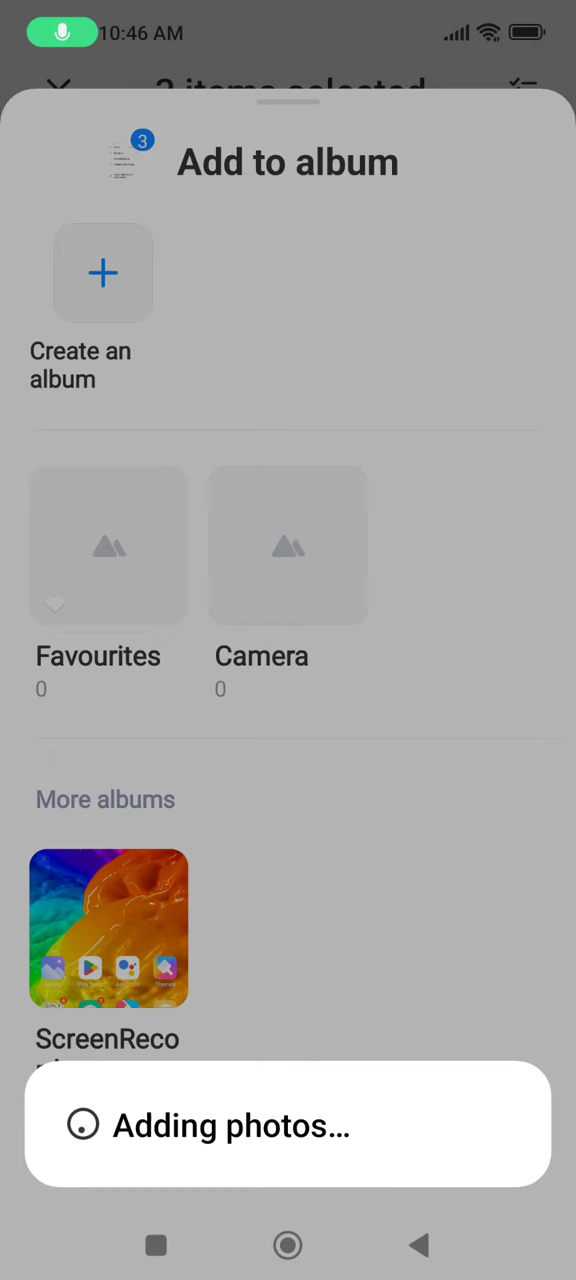 10:46 AM
3 items selected
3
Add to album
Create an
album
Favourites
Camera
0
0
More albums
ScreenReco
Adding photos...